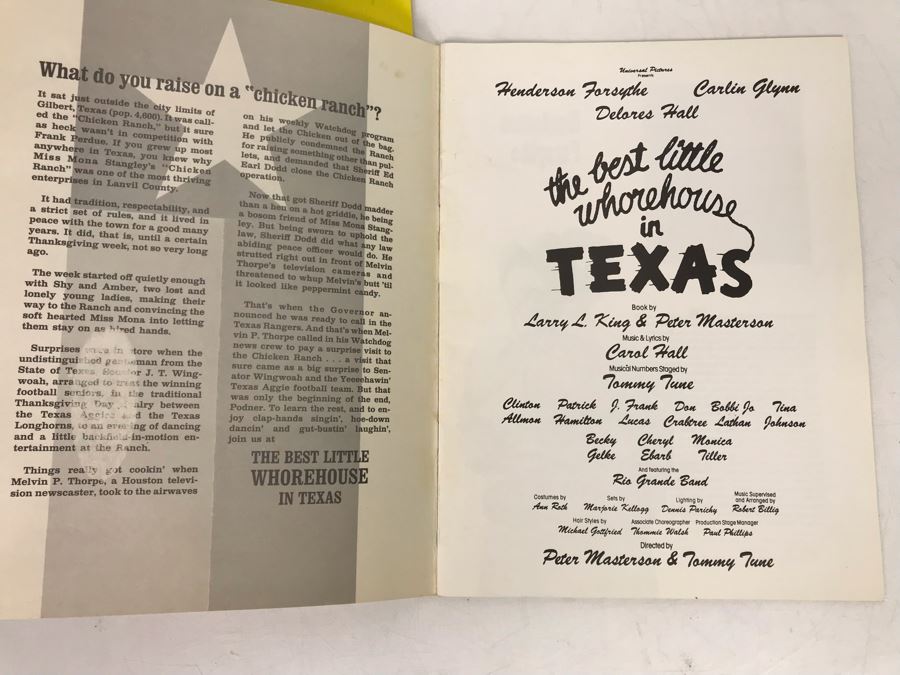 What do you raise on a "chicken ranch"?
It sat just outside the city limits of
Gilbert, Texas (pop. 4,600). It was call-
ed the "Chicken Ranch," but it sure
as heck wasn't in competition with
Frank Perdue. If you grew up most
anywhere in Texas, you knew why
Miss Mona Stangley's "Chicken
Ranch" was one of the most thriving
enterprises in Lanvil County.
It had tradition, respectability, and
a strict set of rules, and it lived in
peace with the town for a good many
years. It did, that is, until a certain
Thanksgiving week, not so very long
ago.
The week started off quietly enough
with Shy and Amber, two lost and
lonely young ladies, making their
way to the Ranch and convincing the
soft hearted Miss Mona into letting
them stay on as hired hands.
Surprises were in store when the
undistinguished gentleman from the
State of Texas, Senator J. T. Wing-
woah, arranged to treat the winning
football seniors, in the traditional
Thanksgiving Day rivalry between
the Texas Aggies and the Texas
Longhorns, to an evening of dancing
and a little backfield-in-motion en-
tertainment at the Ranch.
Things really got cookin' when
Melvin P. Thorpe, a Houston televi-
sion newscaster, took to the airwaves
on his weekly Watchdog program
and let the Chicken out of the bag.
He publicly condemned the Ranch
for raising something other than pul-
lets, and demanded that Sheriff Ed
Earl Dodd close the Chicken Ranch
operation.
Now that got Sheriff Dodd madder
than a hen on a hot griddle, he being
a bosom friend of Miss Mona Stang-
ley. But being sworn to uphold the
law, Sheriff Dodd did what any law
abiding peace officer would do. He
strutted right out in front of Melvin
Thorpe's television cameras and
threatened to whup Melvin's butt 'til
it looked like peppermint candy.
That's when the Governor an-
nounced he was ready to call in the
Texas Rangers. And that's when Mel-
vin P. Thorpe called in his Watchdog
news crew to pay a surprise visit to
the Chicken Ranch . . . a visit that
sure came as a big surprise to Sen-
ator Wingwoah and the Yeeeehawin'
Texas Aggie football team. But that
was only the beginning of the end,
Podner. To learn the rest, and to en-
joy clap-hands singin', hoe-down
dancin' and gut-bustin' laughin',
join us at
THE BEST LITTLE
WHOREHOUSE
IN TEXAS
Universal Pictures
Presents
Henderson Forsythe Carlin Glynn
Delores Hall
the best little
whorehouse
in
TEXAS
Book by
Larry L. King & Peter Masterson
Music & Lyrics by
Carol Hall
Musical Numbers Staged by
Tommy Tune
Clinton Patrick J. Frank Don Bobbi Jo Tina
Allmon Hamilton Lucas Crabtree Lathan Johnson
Becky Cheryl Monica
Gelke Ebarb Tiller
And featuring the
Rio Grande Band
Costumes by Sets by Lighting by Music Supervised and Arranged by
Ann Roth Marjorie Kellogg Dennis Parichy Robert Billig
Hair Styles by Associate Choreographer Production Stage Manager
Michael Gottfried Thommie Walsh Paul Phillips
Directed by
Peter Masterson & Tommy Tune